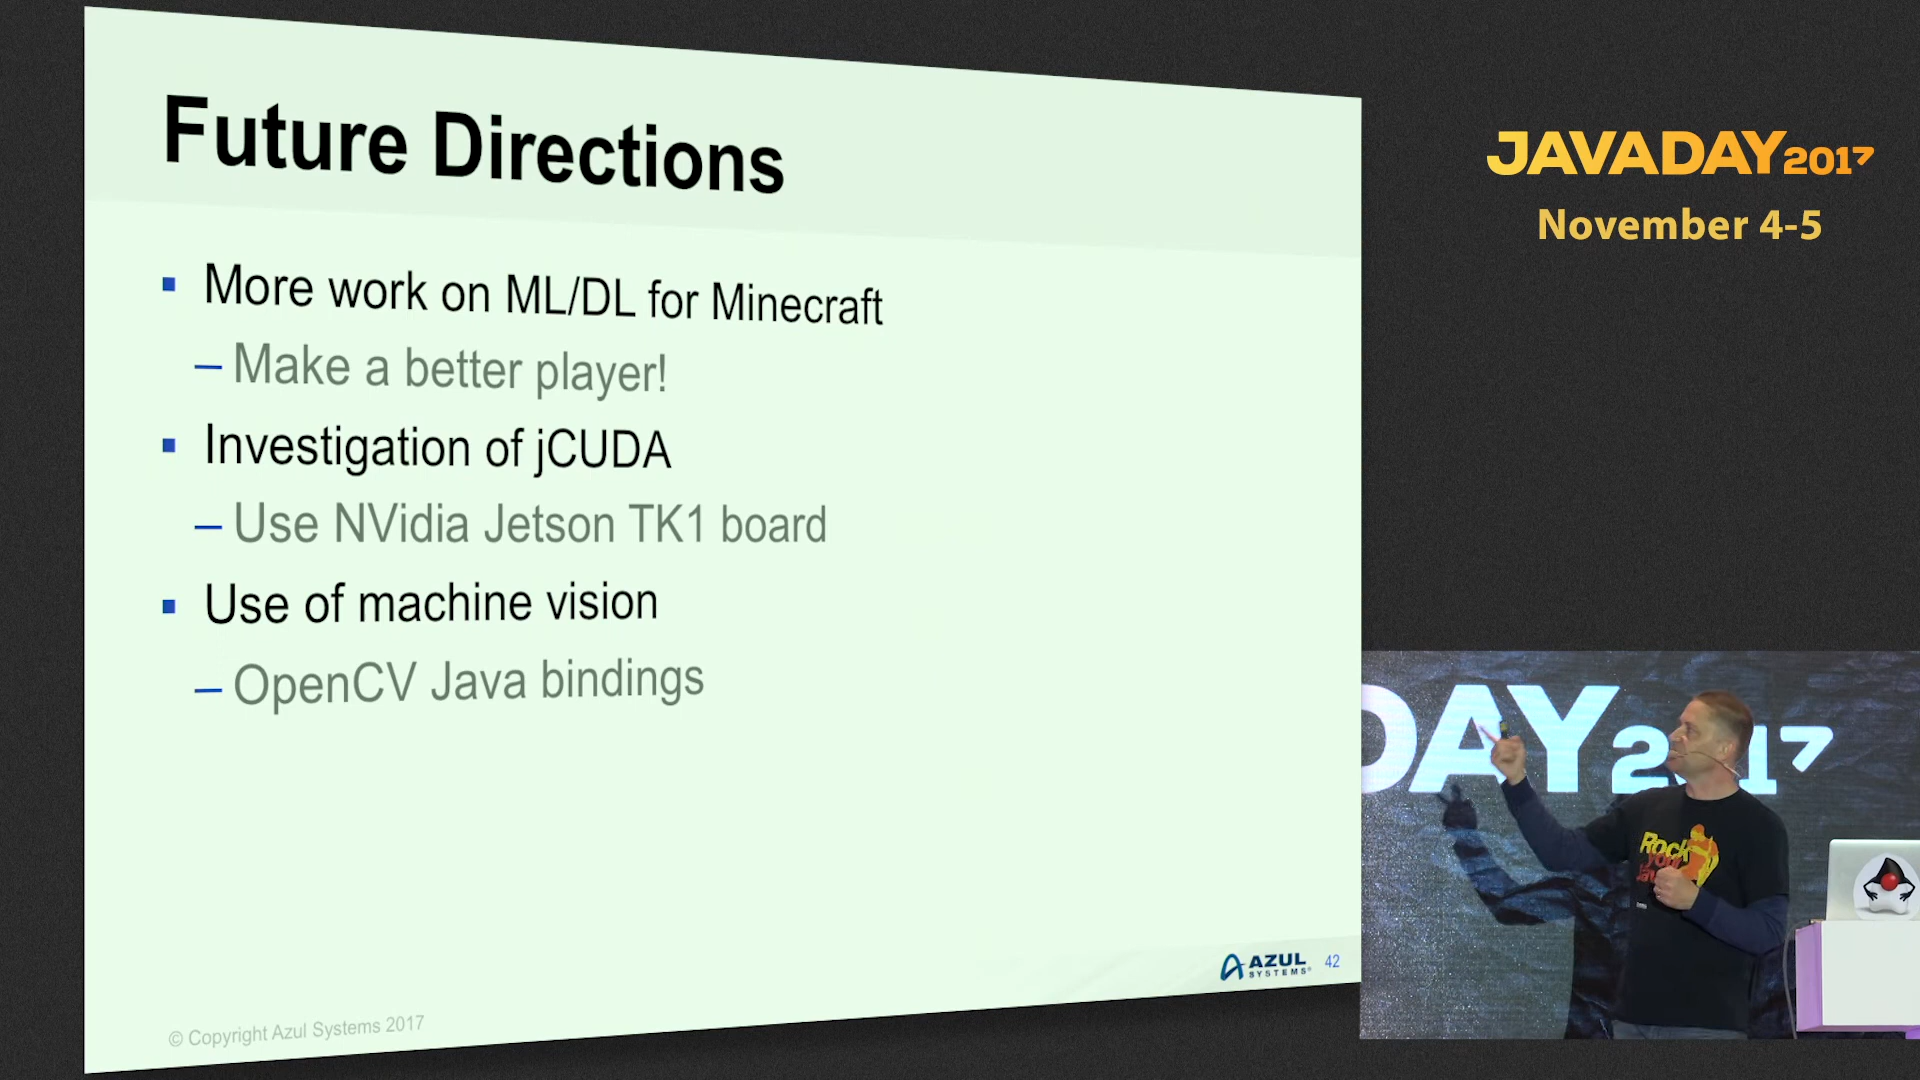 Future Directions
More work on ML/DL for Minecraft
– Make a better player!
Investigation of jCUDA
– Use NVidia Jetson TK1 board
Use of machine vision
– OpenCV Java bindings
AZUL
SYSTEMS
42
© Copyright Azul Systems 2017
JAVADAY2017
November 4-5
DAY2017
Rock
your